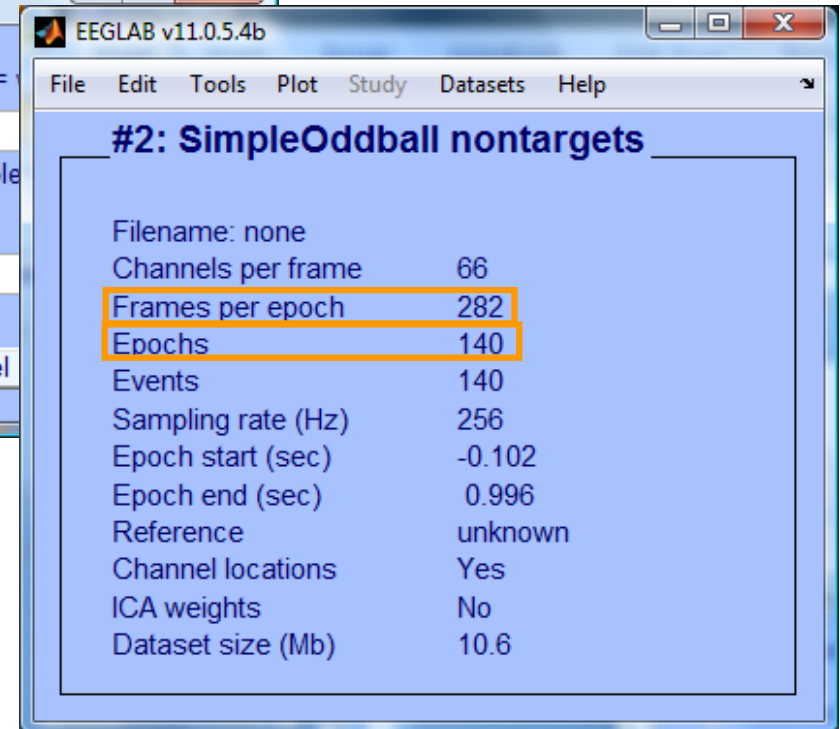 EEGLAB v11.0.5.4b
File Edit Tools Plot Study Datasets Help
#2: SimpleOddball nontargets
Filename: none
Channels per frame 66
Frames per epoch 282
Epochs 140
Events 140
Sampling rate (Hz) 256
Epoch start (sec) -0.102
Epoch end (sec) 0.996
Reference unknown
Channel locations Yes
ICA weights No
Dataset size (Mb) 10.6